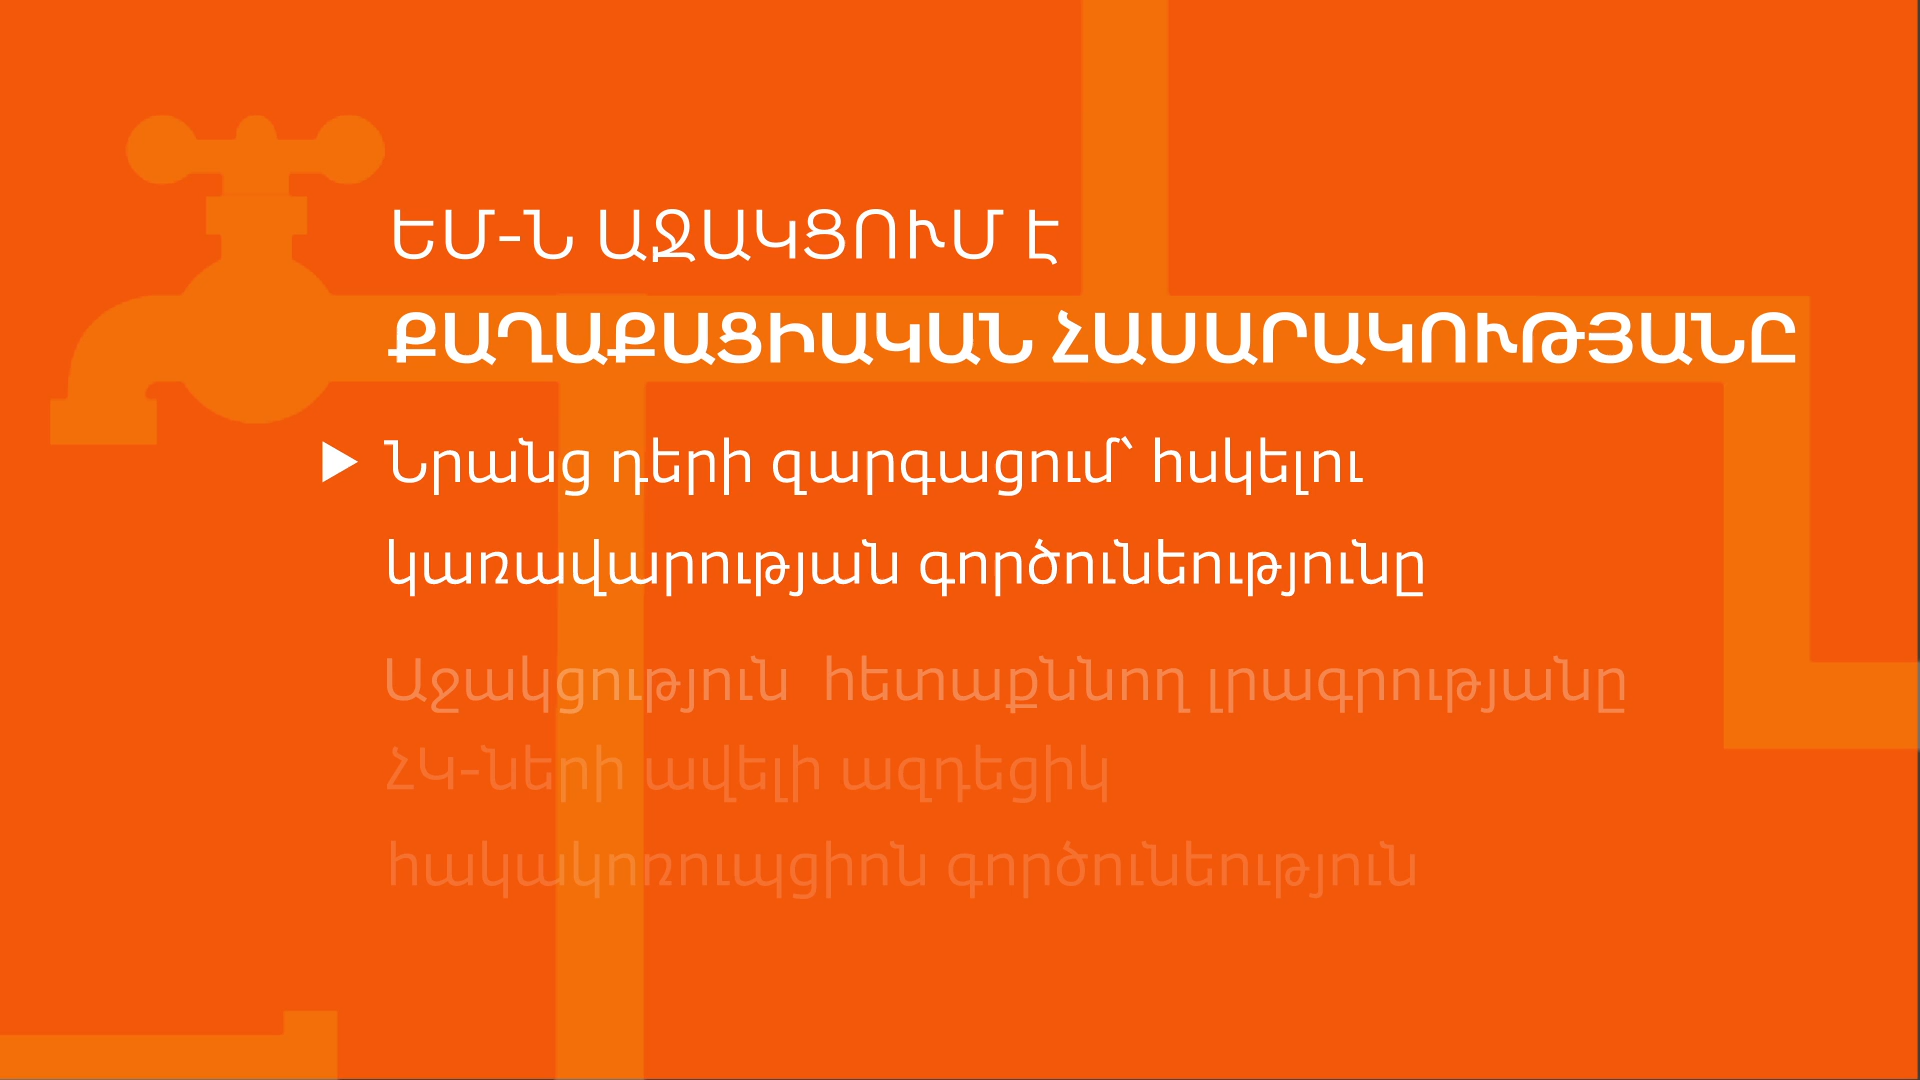 ԵՄ-Ն ԱՋԱԿՑՈՒՄ Է
ՔԱՂԱՔԱՑԻԱԿԱՆ ՀԱՍԱՐԱԿՈՒԹՅԱՆԸ
Նրանց դերի զարգացում՝ հսկելու
կառավարության գործունեությունը
Աջակցություն հետաքննող լրագրությանը
ՀԿ-ների ավելի ազդեցիկ
հակակոռուպցիոն գործունեություն